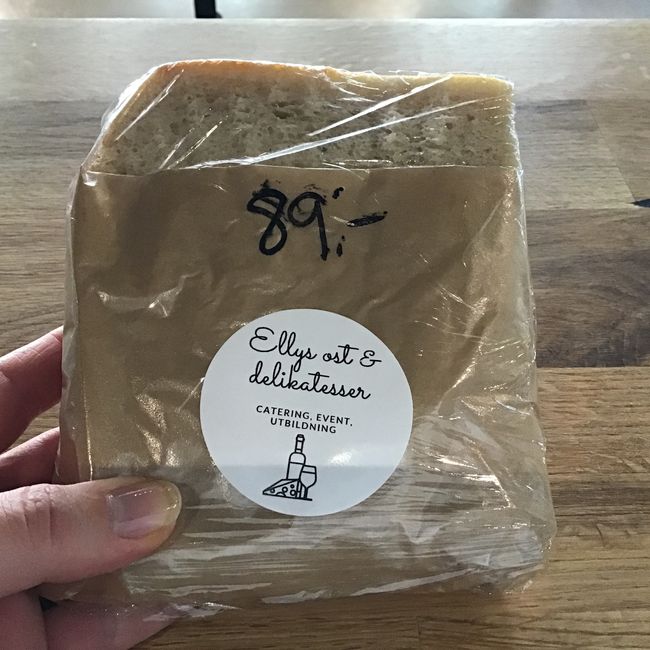 89:-
Ellys ost &
delikatesser
CATERING, EVENT,
UTBILDNING